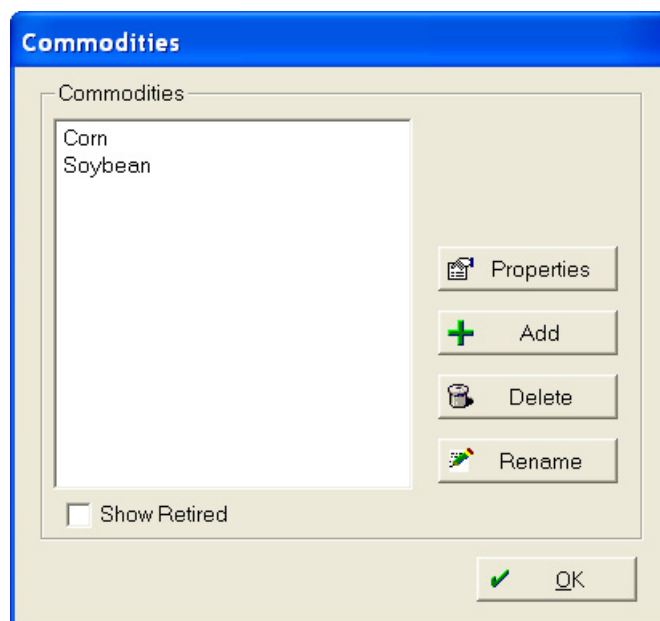 Commodities
Commodities
Corn
Soybean
Properties
Add
Delete
Rename
Show Retired
OK